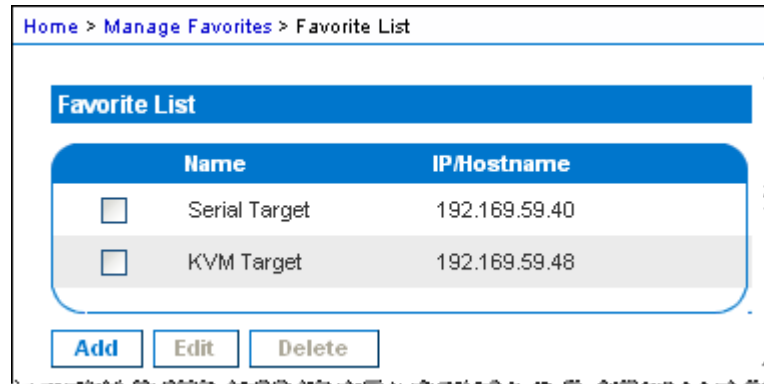 Home > Manage Favorites > Favorite List
Favorite List
Name IP/Hostname
Serial Target 192.169.59.40
KVM Target 192.169.59.48
Add Edit Delete